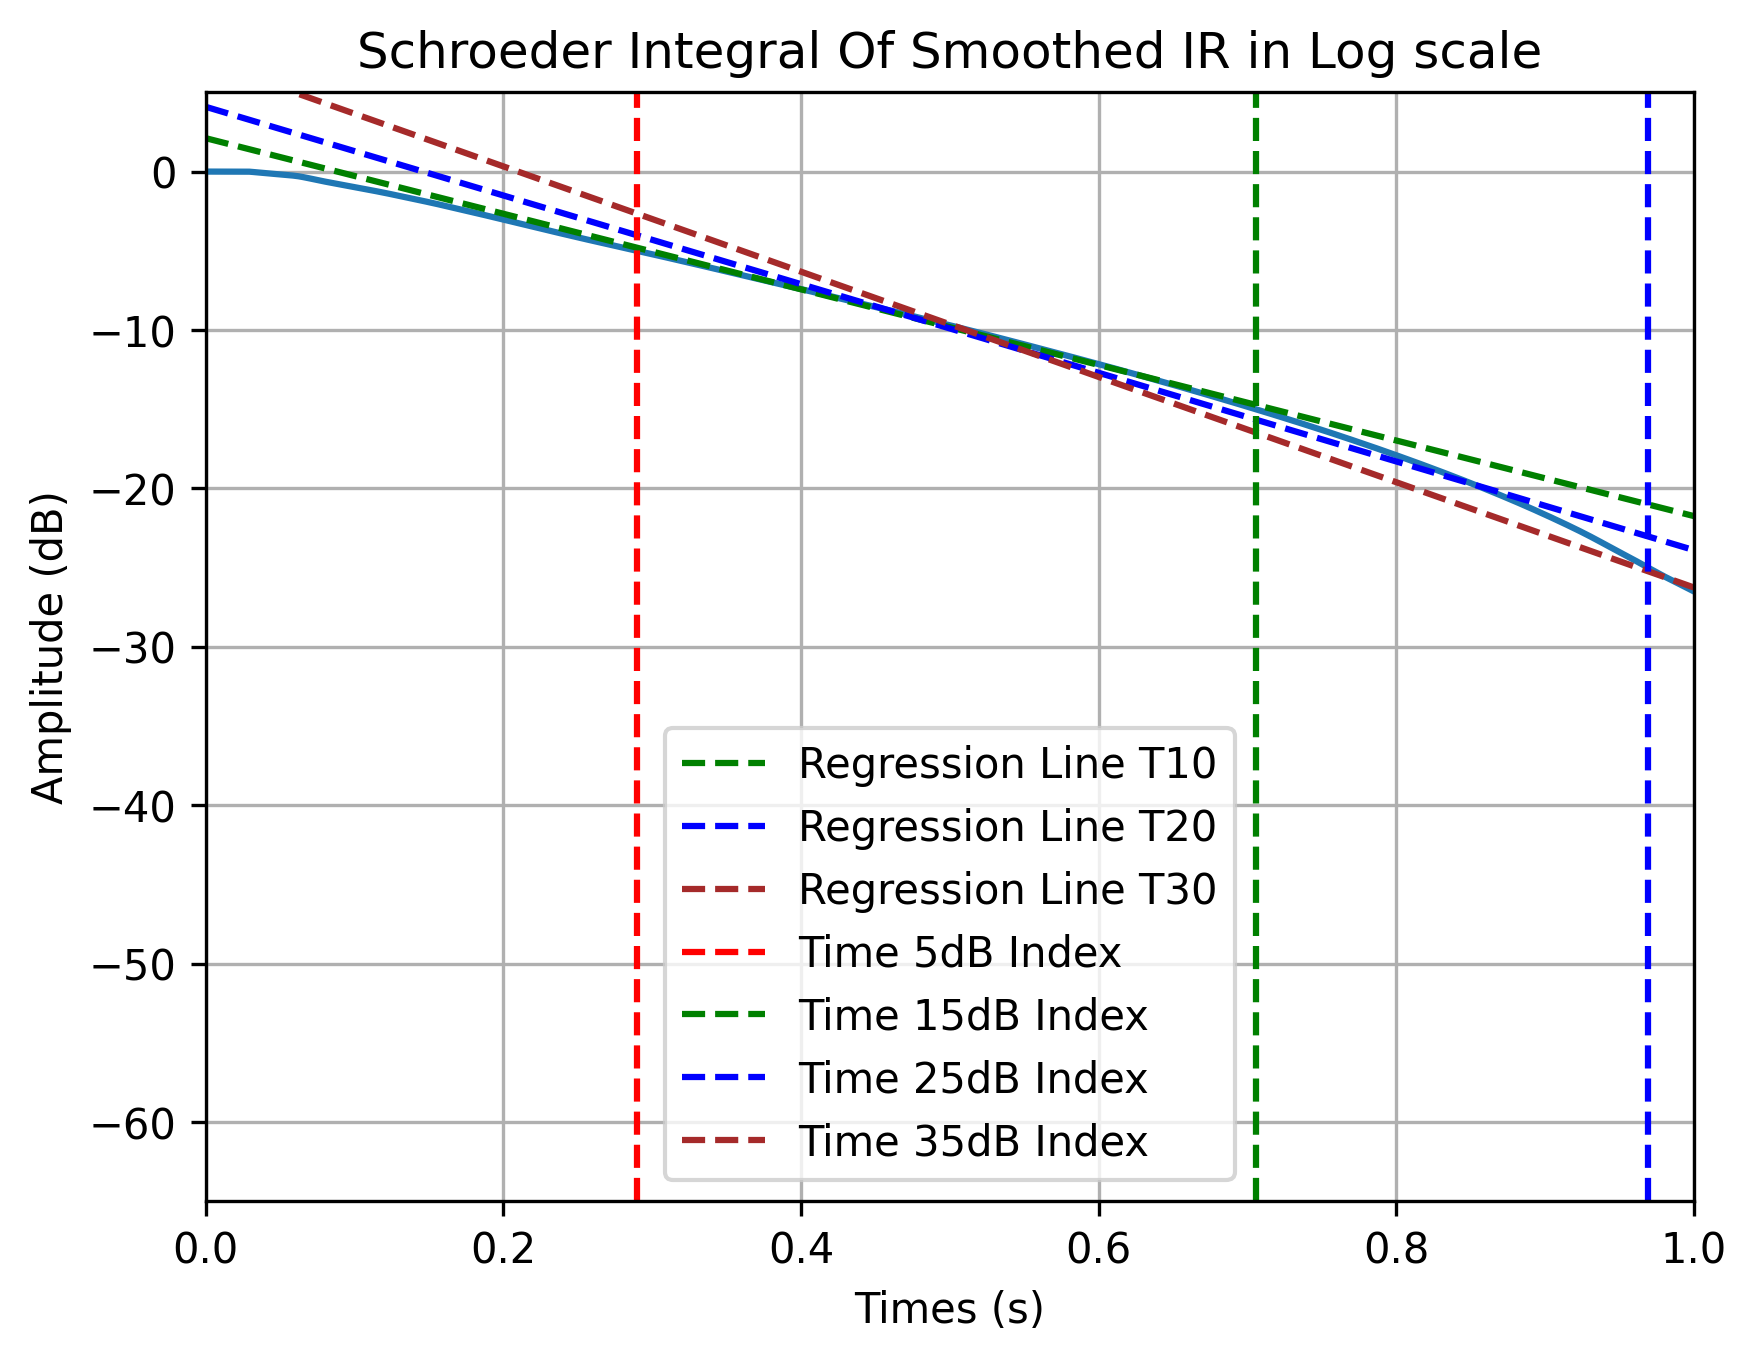 Schroeder Integral Of Smoothed IR in Log scale
0
−10
−20
−30
−40
−50
−60
Amplitude (dB)
Regression Line T10
Regression Line T20
Regression Line T30
Time 5dB Index
Time 15dB Index
Time 25dB Index
Time 35dB Index
0.0 0.2 0.4 0.6 0.8 1.0
Times (s)